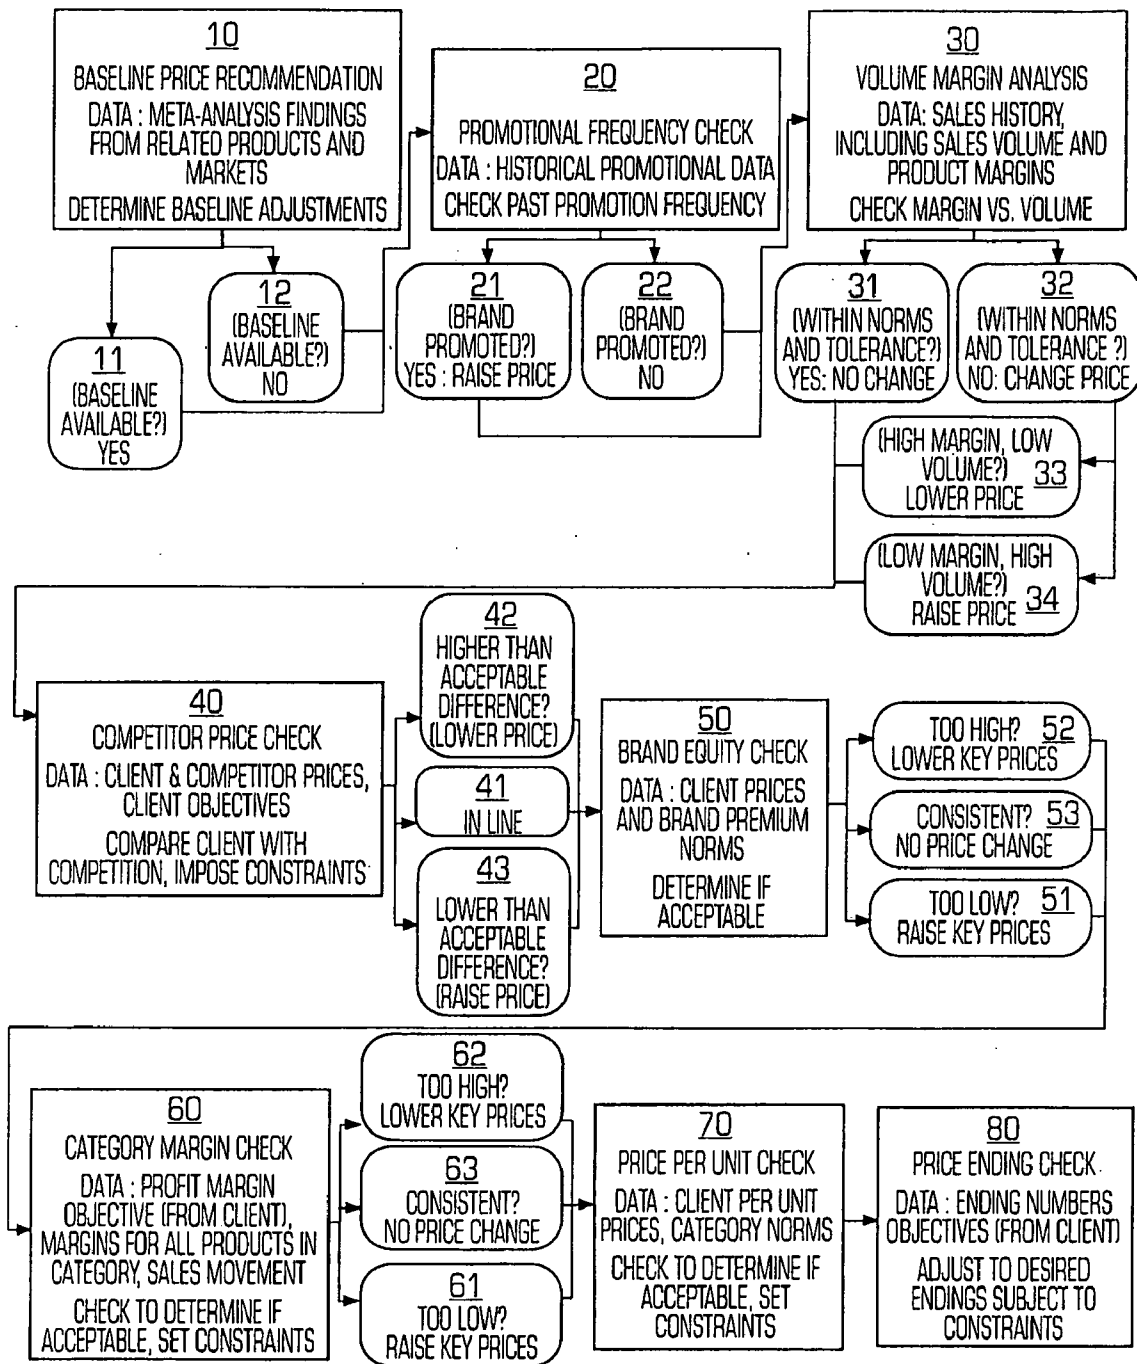 10
BASELINE PRICE RECOMMENDATION
DATA : META-ANALYSIS FINDINGS
FROM RELATED PRODUCTS AND
MARKETS
DETERMINE BASELINE ADJUSTMENTS
11
(BASELINE
AVAILABLE?)
YES
12
(BASELINE
AVAILABLE?)
NO
20
PROMOTIONAL FREQUENCY CHECK
DATA : HISTORICAL PROMOTIONAL DATA
CHECK PAST PROMOTION FREQUENCY
21
(BRAND
PROMOTED?)
YES : RAISE PRICE
22
(BRAND
PROMOTED?)
NO
30
VOLUME MARGIN ANALYSIS
DATA: SALES HISTORY,
INCLUDING SALES VOLUME AND
PRODUCT MARGINS
CHECK MARGIN VS. VOLUME
31
(WITHIN NORMS
AND TOLERANCE?)
YES: NO CHANGE
32
(WITHIN NORMS
AND TOLERANCE ?)
NO: CHANGE PRICE
(HIGH MARGIN, LOW
VOLUME?) 33
LOWER PRICE
(LOW MARGIN, HIGH
VOLUME?) 34
RAISE PRICE
40
COMPETITOR PRICE CHECK
DATA : CLIENT & COMPETITOR PRICES,
CLIENT OBJECTIVES
COMPARE CLIENT WITH
COMPETITION, IMPOSE CONSTRAINTS
42
HIGHER THAN
ACCEPTABLE
DIFFERENCE?
(LOWER PRICE)
41
IN LINE
43
LOWER THAN
ACCEPTABLE
DIFFERENCE?
(RAISE PRICE)
50
BRAND EQUITY CHECK
DATA : CLIENT PRICES
AND BRAND PREMIUM
NORMS
DETERMINE IF
ACCEPTABLE
TOO HIGH? 52
LOWER KEY PRICES
CONSISTENT? 53
NO PRICE CHANGE
TOO LOW? 51
RAISE KEY PRICES
60
CATEGORY MARGIN CHECK
DATA : PROFIT MARGIN
OBJECTIVE (FROM CLIENT),
MARGINS FOR ALL PRODUCTS IN
CATEGORY, SALES MOVEMENT
CHECK TO DETERMINE IF
ACCEPTABLE, SET CONSTRAINTS
62
TOO HIGH?
LOWER KEY PRICES
63
CONSISTENT?
NO PRICE CHANGE
61
TOO LOW?
RAISE KEY PRICES
70
PRICE PER UNIT CHECK
DATA : CLIENT PER UNIT
PRICES, CATEGORY NORMS
CHECK TO DETERMINE IF
ACCEPTABLE, SET
CONSTRAINTS
80
PRICE ENDING CHECK
DATA : ENDING NUMBERS
OBJECTIVES (FROM CLIENT)
ADJUST TO DESIRED
ENDINGS SUBJECT TO
CONSTRAINTS